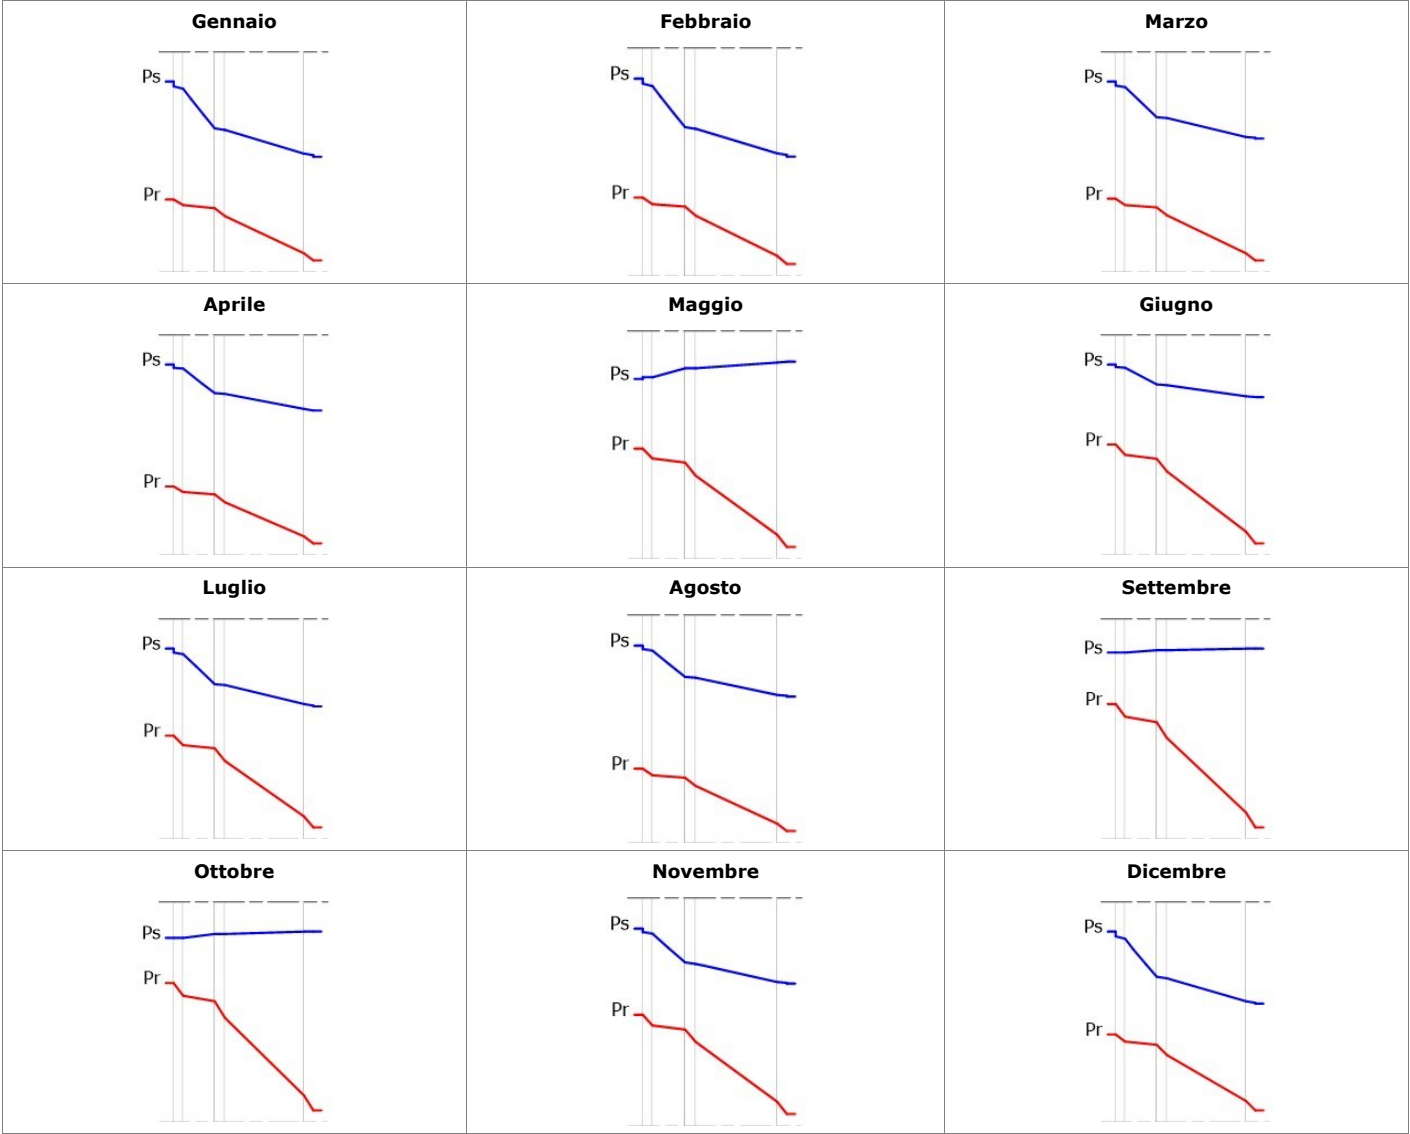 Gennaio
Febbraio
Marzo
Ps
Pr
Ps
Pr
Ps
Pr
Aprile
Maggio
Giugno
Ps
Pr
Ps
Pr
Ps
Pr
Luglio
Agosto
Settembre
Ps
Pr
Ps
Pr
Ps
Pr
Ottobre
Novembre
Dicembre
Ps
Pr
Ps
Pr
Ps
Pr